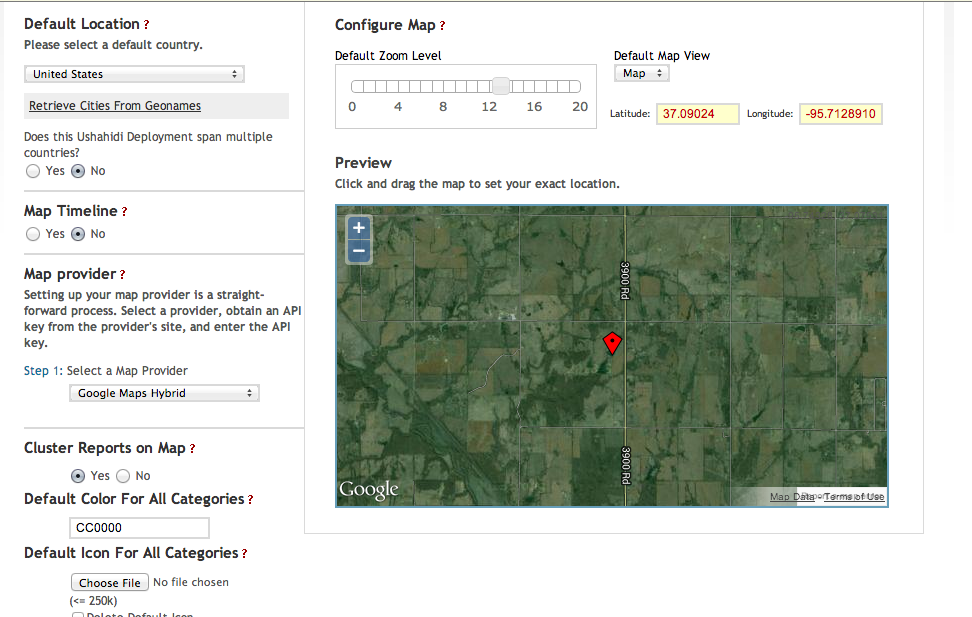 Default Location ?
Please select a default country.
United States
Retrieve Cities From Geonames
Does this Ushahidi Deployment span multiple
countries?
Yes No
Map Timeline ?
Yes No
Map provider ?
Setting up your map provider is a straight-
forward process. Select a provider, obtain an API
key from the provider's site, and enter the API
key.
Step 1: Select a Map Provider
Google Maps Hybrid
Cluster Reports on Map ?
Yes No
Default Color For All Categories ?
CC0000
Default Icon For All Categories ?
Choose File No file chosen
(<= 250k)
Delete Default Icon
Configure Map ?
Default Zoom Level
0 4 8 12 16 20
Default Map View
Map
Latitude: 37.09024 Longitude: -95.7128910
Preview
Click and drag the map to set your exact location.
+
−
3900 Rd
3900 Rd
Google
Map Data - Terms of Use